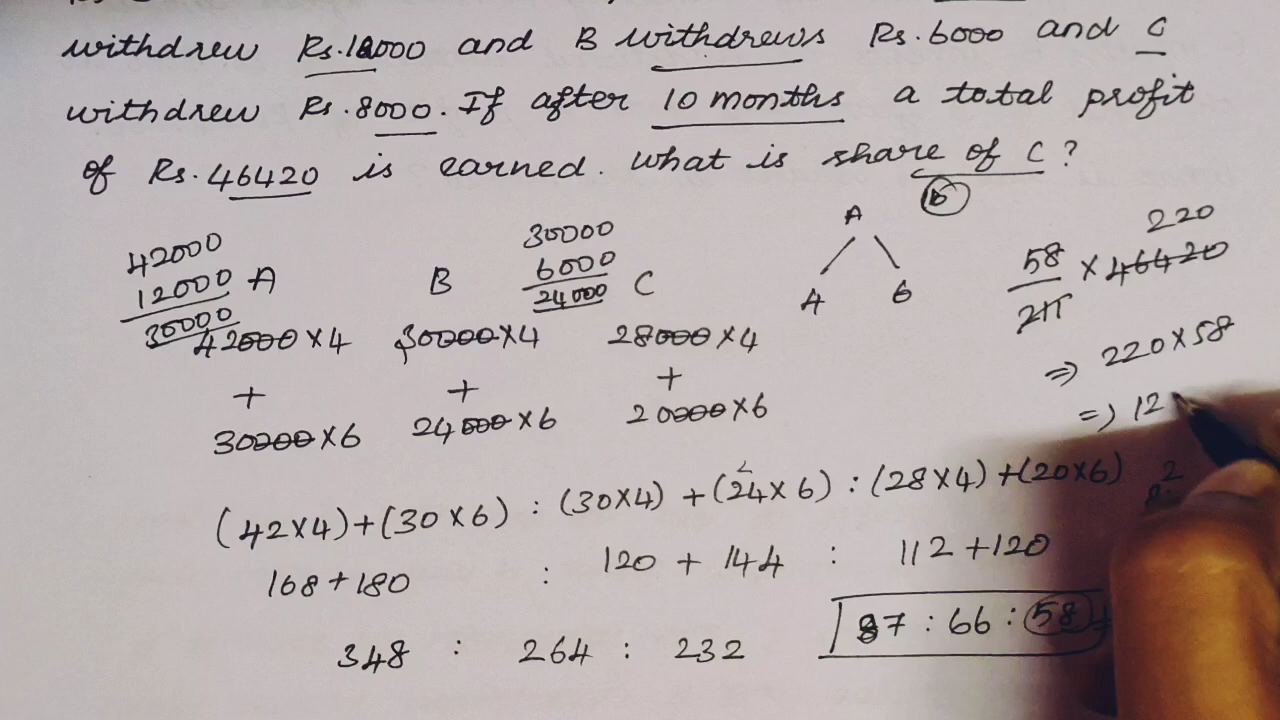 withdrew Rs.12000 and B withdrews Rs.6000 and C
withdrew Rs.8000. If after 10 months a total profit
of Rs. 46420 is earned. what is share of C?
42000
12000 A
30000
B
30000
6000
24000 C
A
4 6
10
220
58/211 × 46420
⇒ 220×58
⇒ 12
42000×4 30000×4 28000×4
+ + +
30000×6 24000×6 20000×6
(42×4)+(30×6) : (30×4)+(24×6) : (28×4)+(20×6)
168+180 : 120+144 : 112+120
348 : 264 : 232
87 : 66 : 58